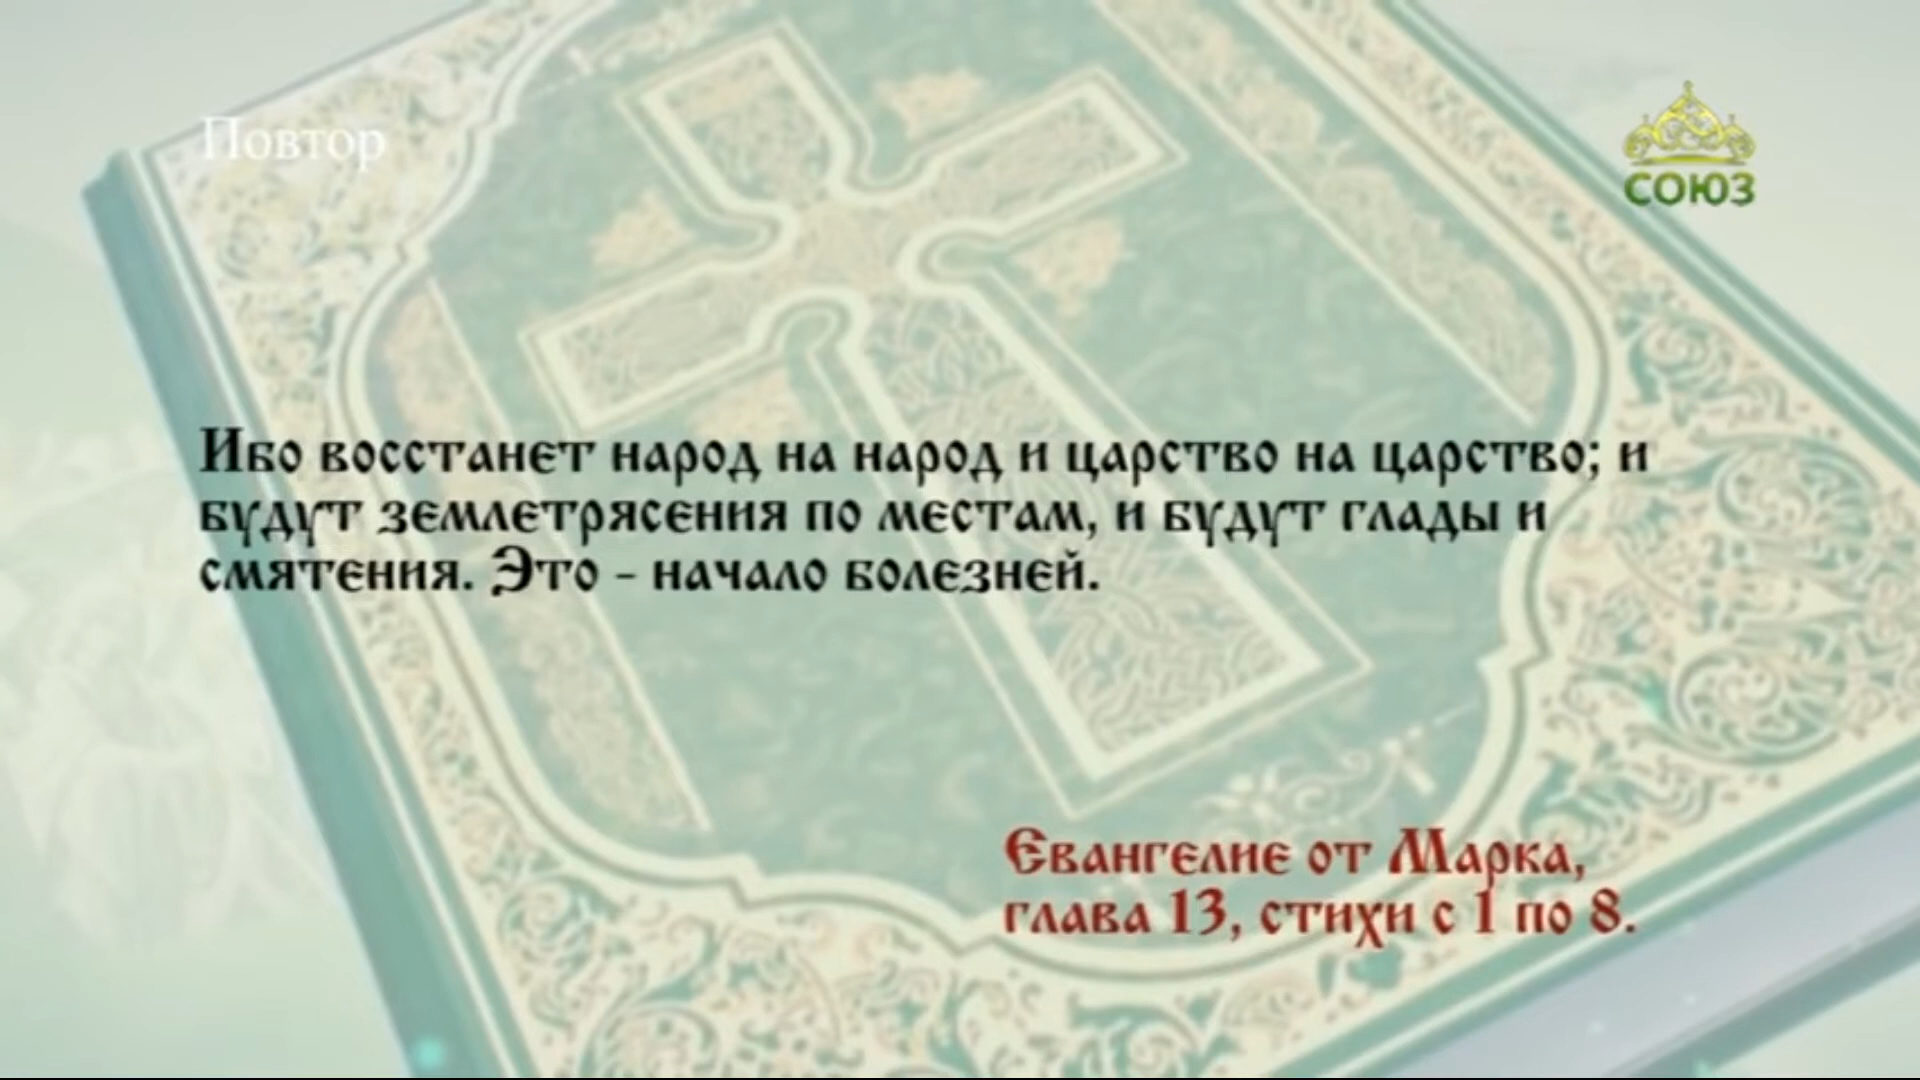 Повтор
СОЮЗ
Ибо восстанет народ на народ и царство на царство; и
будут землетрясения по местам, и будут глады и
смятения. Это - начало болезней.
Евангелие от Марка,
глава 13, стихи с 1 по 8.